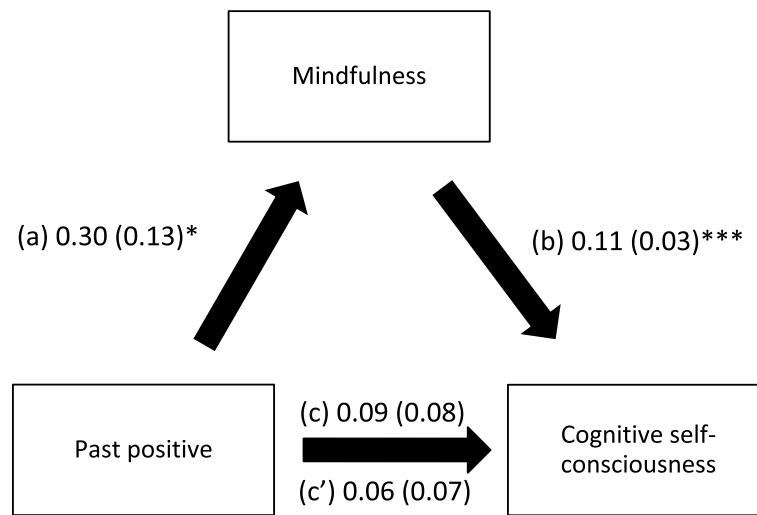 Mindfulness
(a) 0.30 (0.13)*
(b) 0.11 (0.03)***
Past positive
(c) 0.09 (0.08)
(c’) 0.06 (0.07)
Cognitive self-
consciousness